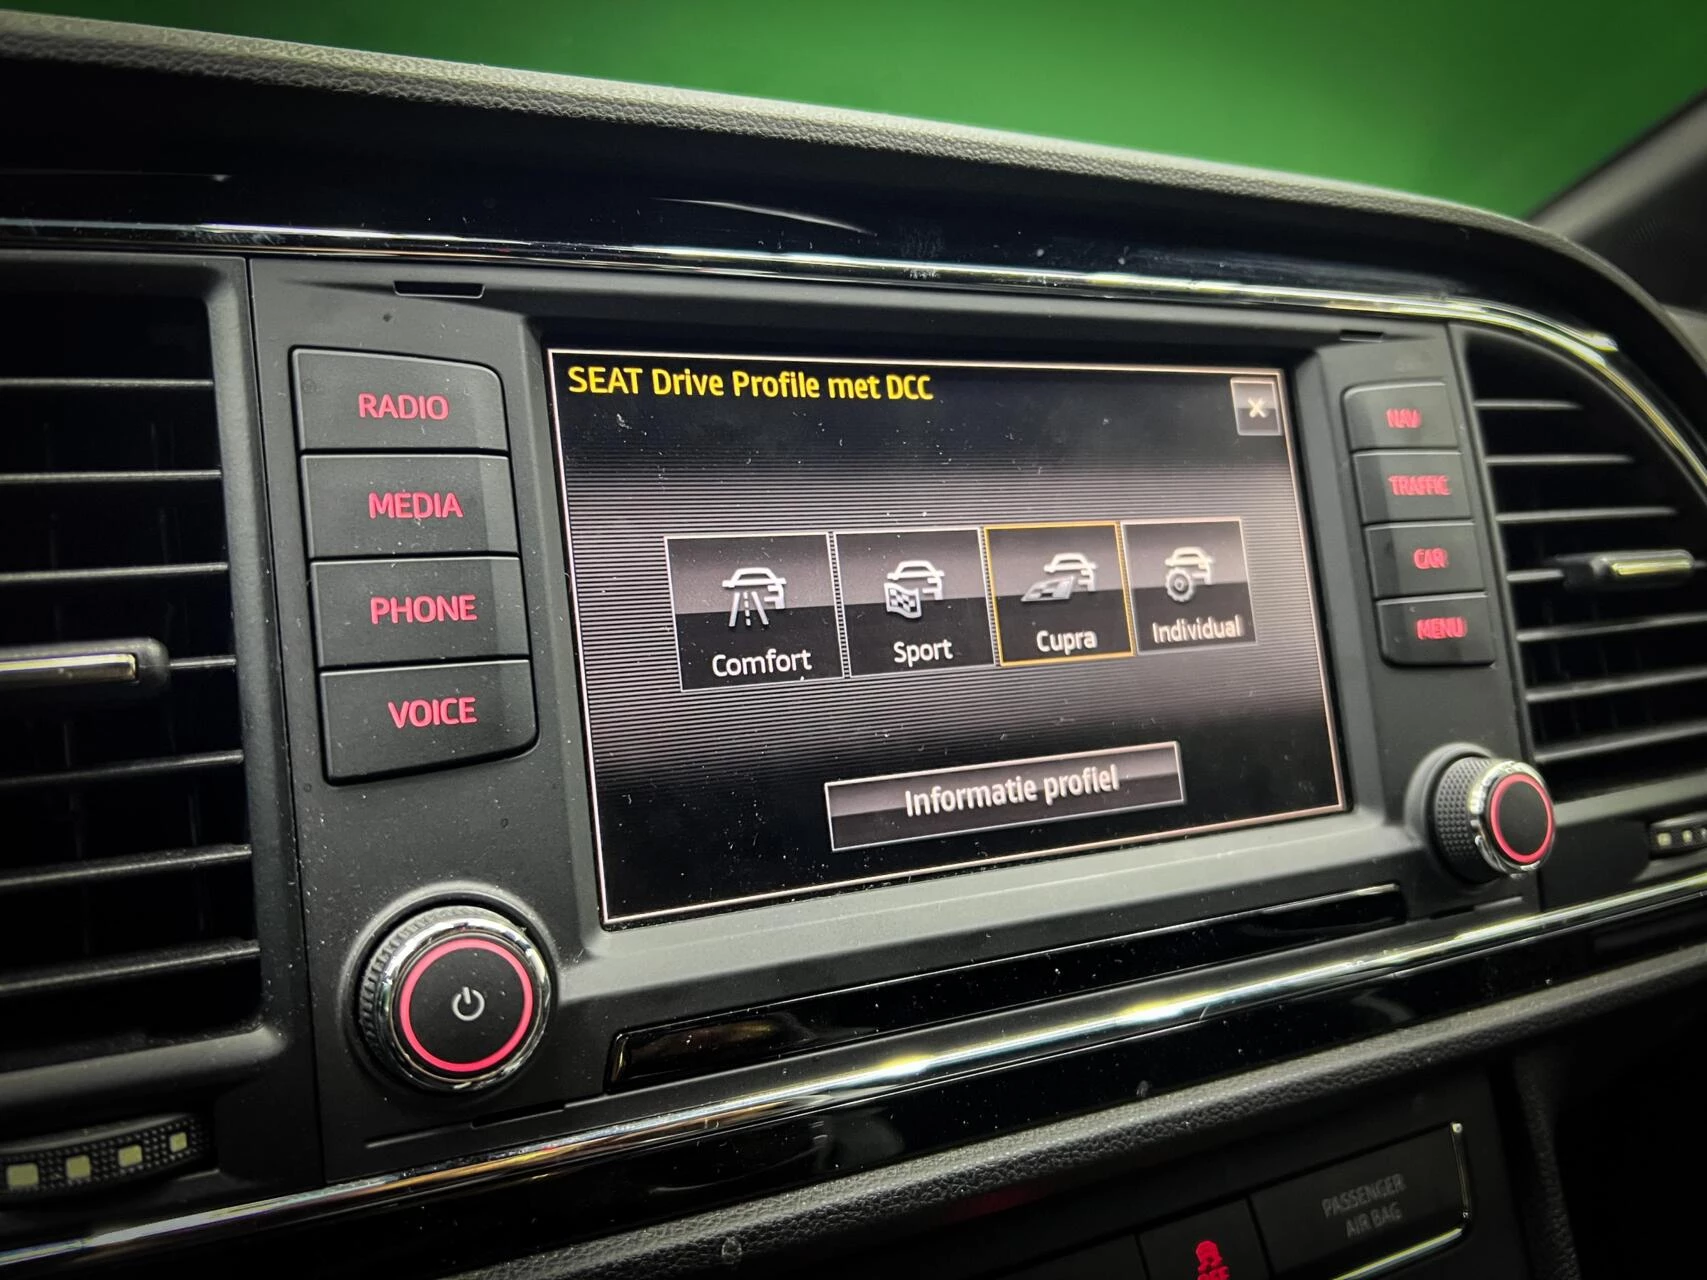 SEAT Drive Profile met DCC
RADIO
MEDIA
PHONE
VOICE
Comfort
Sport
Cupra
Individual
Informatie profiel
NAV
TRAFFIC
CAR
MENU
PASSENGER
AIR BAG
OFF